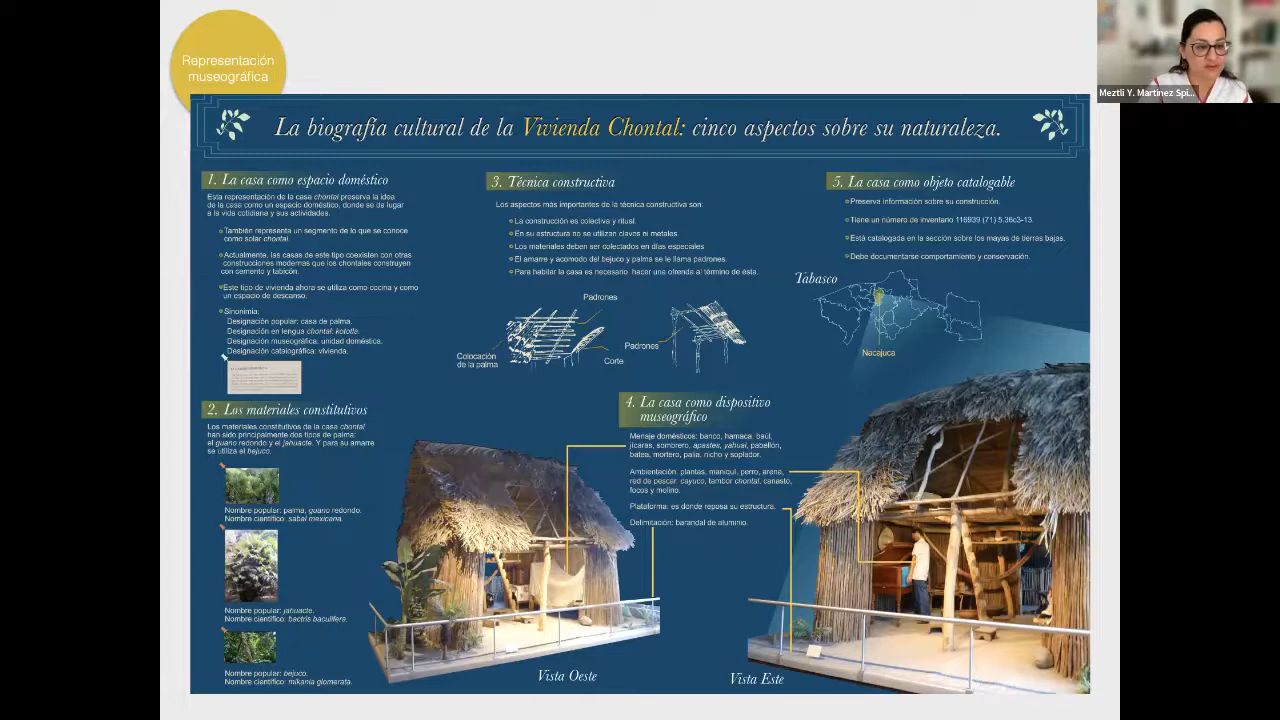 Representación
museográfica
Meztli Y. Martínez Spi...
La biografía cultural de la Vivienda Chontal: cinco aspectos sobre su naturaleza.
1. La casa como espacio doméstico
Esta representación de la casa chontal preserva la idea
de la casa como un espacio doméstico, donde se da lugar
a la vida cotidiana y sus actividades.
También representa un segmento de lo que se conoce
como solar chontal.
Actualmente, las casas de este tipo coexisten con otras
construcciones modernas que los chontales construyen
con cemento y tabicón.
Este tipo de vivienda ahora se utiliza como cocina y como
un espacio de descanso.
Sinonimia:
Designación popular: casa de palma.
Designación en lengua chontal: kototle.
Designación museográfica: unidad doméstica.
Designación catalográfica: vivienda.
2. Los materiales constitutivos
Los materiales constitutivos de la casa chontal
han sido principalmente dos tipos de palma:
el guano redondo y el jahuacte. Y para su amarre
se utiliza el bejuco.
Nombre popular: palma, guano redondo.
Nombre científico: sabal mexicana.
Nombre popular: jahuacte.
Nombre científico: bactris baculifera.
Nombre popular: bejuco.
Nombre científico: mikania glomerata.
3. Técnica constructiva
Los aspectos más importantes de la técnica constructiva son:
La construcción es colectiva y ritual.
En su estructura no se utilizan clavos ni metales.
Los materiales deben ser colectados en días especiales
El amarre y acomodo del bejuco y palma se le llama padrones.
Para habitar la casa es necesario hacer una ofrenda al término de ésta.
Padrones
Colocación
de la palma
Corte
Padrones
4. La casa como dispositivo
museográfico
Menaje domésticos: banco, hamaca, baúl,
jícaras, sombrero, apastes, yahual, pabellón,
batea, mortero, palia, nicho y soplador.
Ambientación: plantas, maniquí, perro, arena,
red de pescar, cayuco, tambor chontal, canasto,
focos y molino.
Plataforma: es donde reposa su estructura.
Delimitación: barandal de aluminio.
5. La casa como objeto catalogable
Preserva información sobre su construcción.
Tiene un número de inventario 116939 (71) 5.36c3-13.
Está catalogada en la sección sobre los mayas de tierras bajas.
Debe documentarse comportamiento y conservación.
Tabasco
Nacajuca
Vista Oeste
Vista Este